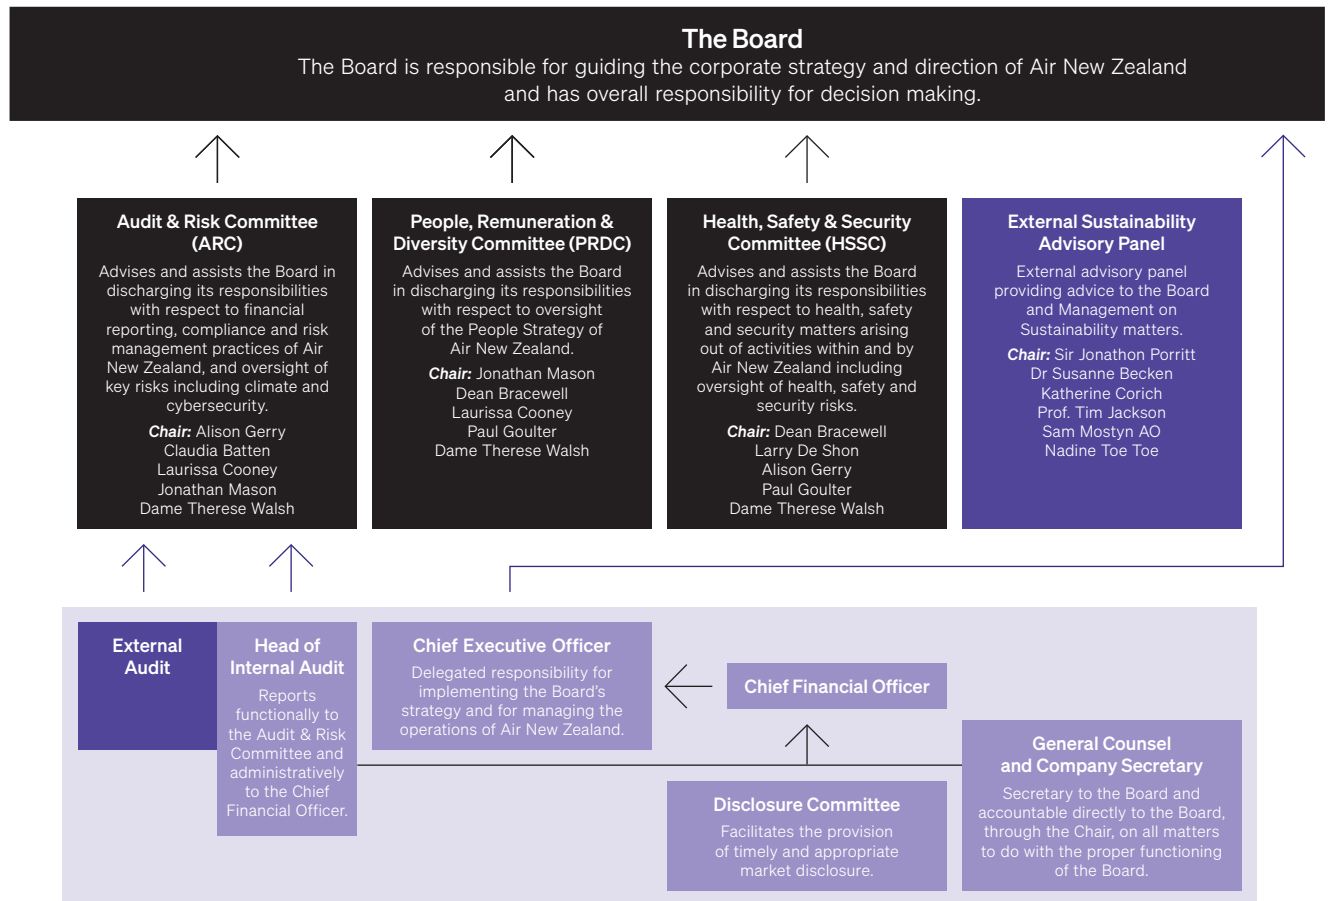 The Board
The Board is responsible for guiding the corporate strategy and direction of Air New Zealand
and has overall responsibility for decision making.
Audit & Risk Committee
(ARC)
Advises and assists the Board in
discharging its responsibilities
with respect to financial
reporting, compliance and risk
management practices of Air
New Zealand, and oversight of
key risks including climate and
cybersecurity.
Chair: Alison Gerry
Claudia Batten
Laurissa Cooney
Jonathan Mason
Dame Therese Walsh
People, Remuneration &
Diversity Committee (PRDC)
Advises and assists the Board
in discharging its responsibilities
with respect to oversight
of the People Strategy of
Air New Zealand.
Chair: Jonathan Mason
Dean Bracewell
Laurissa Cooney
Paul Goulter
Dame Therese Walsh
Health, Safety & Security
Committee (HSSC)
Advises and assists the Board
in discharging its responsibilities
with respect to health, safety
and security matters arising
out of activities within and by
Air New Zealand including
oversight of health, safety and
security risks.
Chair: Dean Bracewell
Larry De Shon
Alison Gerry
Paul Goulter
Dame Therese Walsh
External Sustainability
Advisory Panel
External advisory panel
providing advice to the Board
and Management on
Sustainability matters.
Chair: Sir Jonathon Porritt
Dr Susanne Becken
Katherine Corich
Prof. Tim Jackson
Sam Mostyn AO
Nadine Toe Toe
External
Audit
Head of
Internal Audit
Reports
functionally to
the Audit & Risk
Committee and
administratively
to the Chief
Financial Officer.
Chief Executive Officer
Delegated responsibility for
implementing the Board's
strategy and for managing the
operations of Air New Zealand.
Chief Financial Officer
Disclosure Committee
Facilitates the provision
of timely and appropriate
market disclosure.
General Counsel
and Company Secretary
Secretary to the Board and
accountable directly to the Board,
through the Chair, on all matters
to do with the proper functioning
of the Board.